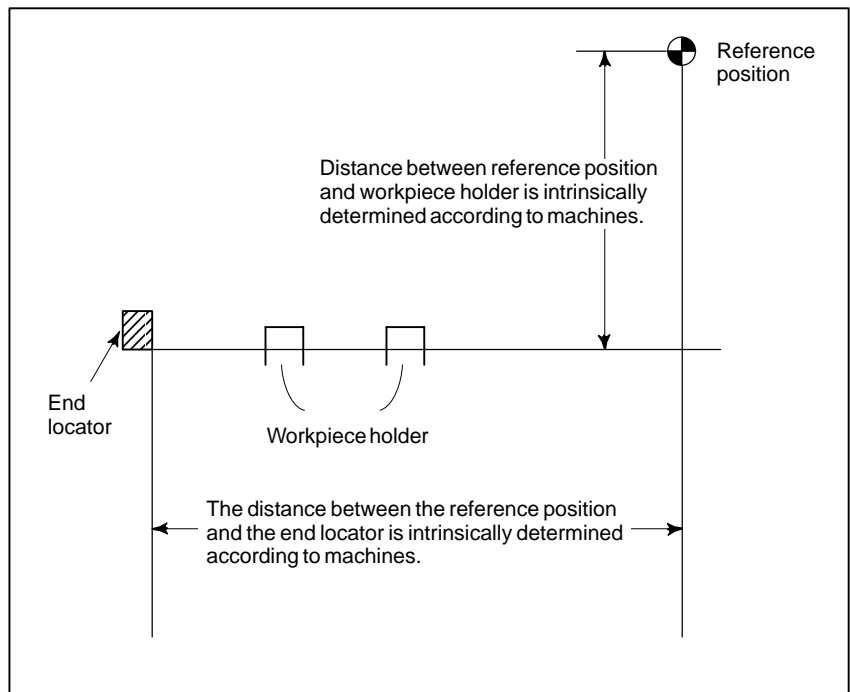 Reference
position
Distance between reference position
and workpiece holder is intrinsically
determined according to machines.
End
locator
Workpiece holder
The distance between the reference position
and the end locator is intrinsically determined
according to machines.